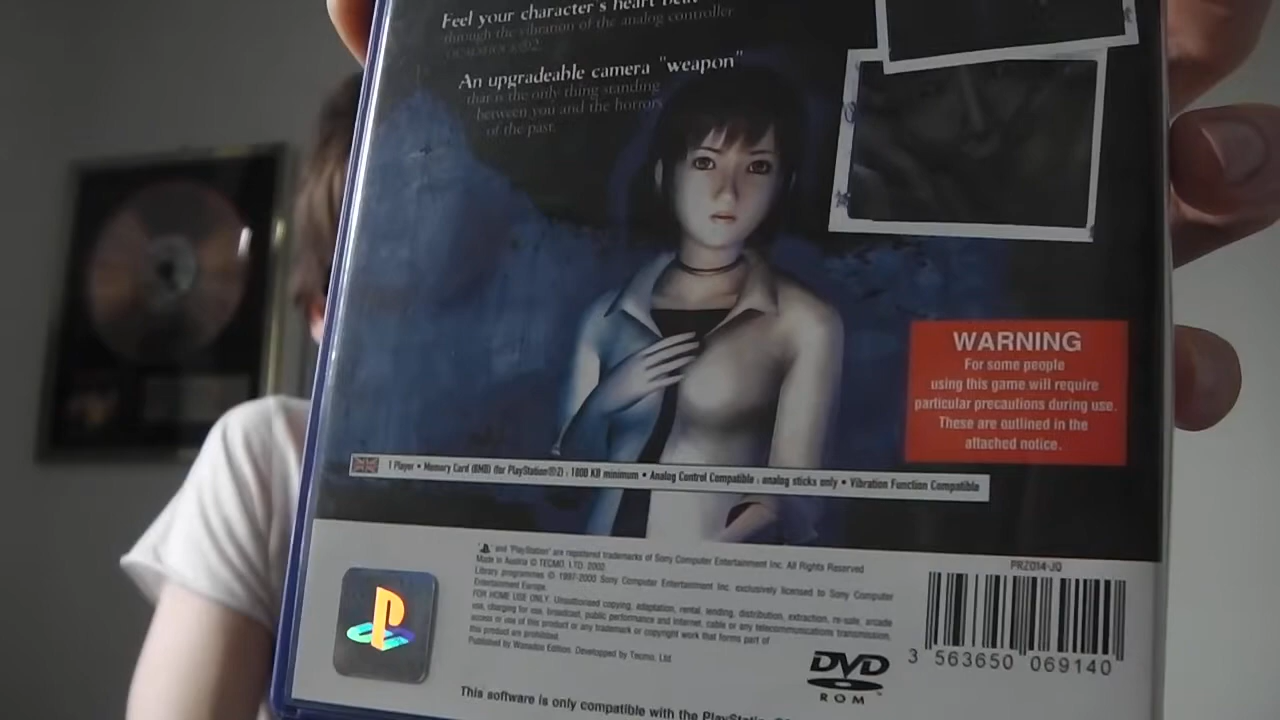 Feel your character's heart beat
through the vibration of the analog controller
An upgradeable camera "weapon"
that is the only thing standing
between you and the horrors
of the past.
WARNING
For some people
using this game will require
particular precautions during use.
These are outlined in the
attached notice.
1 Player • Memory Card (8MB) (for PlayStation®2) : 1800 KB minimum • Analog Control Compatible : analog sticks only • Vibration Function Compatible
and "PlayStation" are registered trademarks of Sony Computer Entertainment Inc. All Rights Reserved
Made in Austria © TECMO, LTD. 2002.
Library programmes © 1997-2000 Sony Computer Entertainment Inc. exclusively licensed to Sony Computer
Entertainment Europe.
FOR HOME USE ONLY. Unauthorized copying, adaptation, rental, lending, distribution, extraction, re-sale, arcade
use, charging for use, broadcast, public performance and internet, cable or any telecommunications transmission,
access or use of this product or any trademark or copyright work that forms part of
this product are prohibited.
Published by Wanadoo Edition. Developped by Tecmo, Ltd.
PRZ014-JQ
3 563650 069140
DVD
ROM
This software is only compatible with the PlayStation